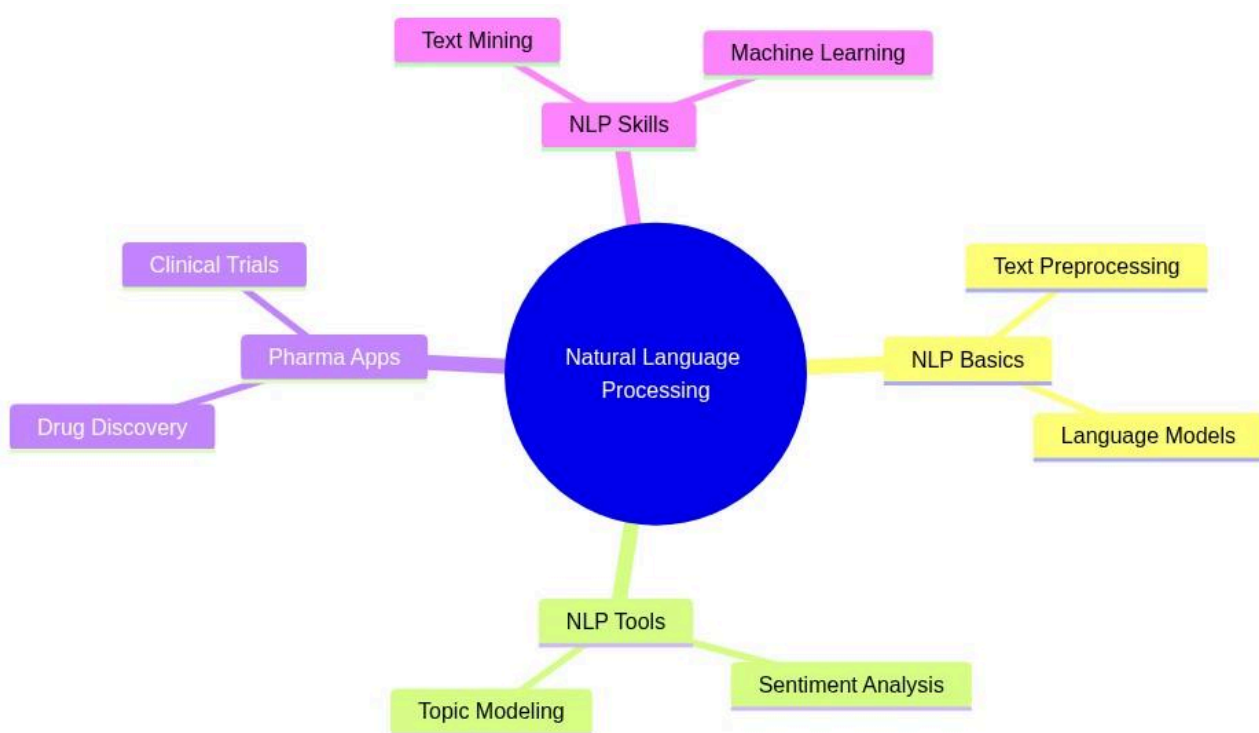 Text Mining
Machine Learning
NLP Skills
Clinical Trials
Text Preprocessing
Pharma Apps
Natural Language
Processing
NLP Basics
Drug Discovery
Language Models
NLP Tools
Sentiment Analysis
Topic Modeling